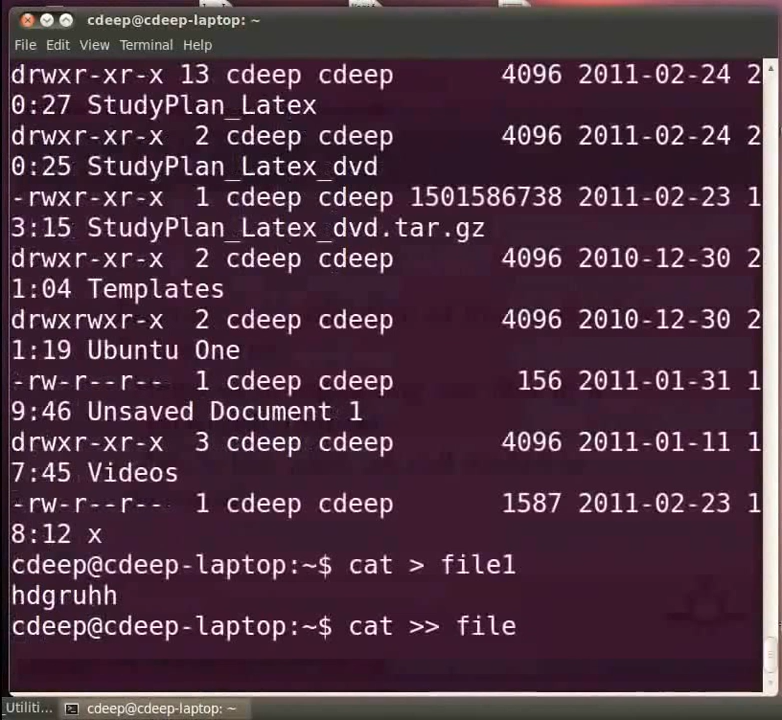 cdeep@cdeep-laptop: ~
File Edit View Terminal Help
drwxr-xr-x 13 cdeep cdeep 4096 2011-02-24 2
0:27 StudyPlan_Latex
drwxr-xr-x 2 cdeep cdeep 4096 2011-02-24 2
0:25 StudyPlan_Latex_dvd
-rwxr-xr-x 1 cdeep cdeep 1501586738 2011-02-23 1
3:15 StudyPlan_Latex_dvd.tar.gz
drwxr-xr-x 2 cdeep cdeep 4096 2010-12-30 2
1:04 Templates
drwxrwxr-x 2 cdeep cdeep 4096 2010-12-30 2
1:19 Ubuntu One
-rw-r--r-- 1 cdeep cdeep 156 2011-01-31 1
9:46 Unsaved Document 1
drwxr-xr-x 3 cdeep cdeep 4096 2011-01-11 1
7:45 Videos
-rw-r--r-- 1 cdeep cdeep 1587 2011-02-23 1
8:12 x
cdeep@cdeep-laptop:~$ cat > file1
hdgruhh
cdeep@cdeep-laptop:~$ cat >> file
Utiliti... cdeep@cdeep-laptop: ~